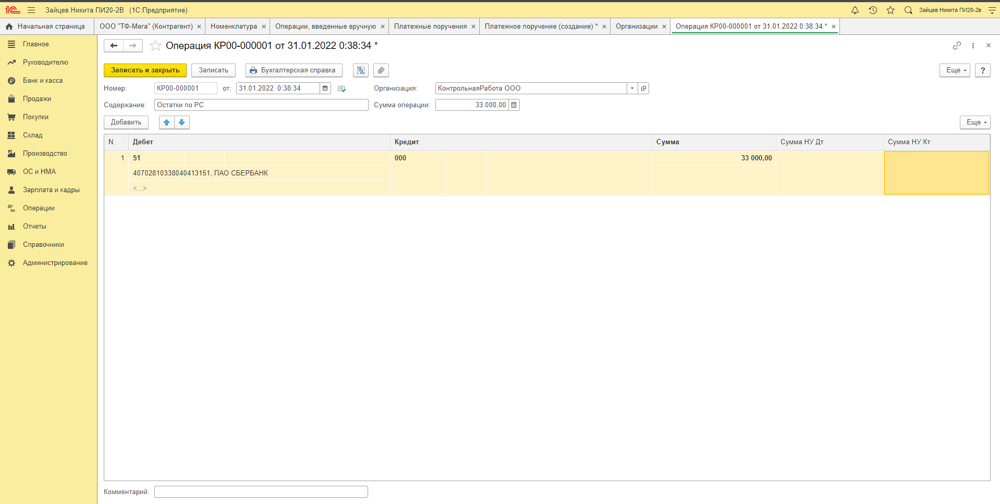 1С Зайцев Никита ПИ20-2В (1С:Предприятие) Зайцев Никита ПИ20-2в
Начальная страница ООО "ТФ-Мега" (Контрагент) × Номенклатура × Операции, введенные вручную × Платежные поручения × Платежное поручение (создание) * × Организации × Операция КР00-000001 от 31.01.2022 0:38:34 * ×
Главное
Руководителю
Банк и касса
Продажи
Покупки
Склад
Производство
ОС и НМА
Зарплата и кадры
Дт Кт Операции
Отчеты
Справочники
Администрирование
Операция КР00-000001 от 31.01.2022 0:38:34 *
Записать и закрыть Записать Бухгалтерская справка Еще ?
Номер: КР00-000001 от: 31.01.2022 0:38:34 Организация: КонтрольнаяРабота ООО
Содержание: Остатки по РС Сумма операции: 33 000,00
Добавить Еще
N Дебет Кредит Сумма Сумма НУ Дт Сумма НУ Кт
1 51 000 33 000,00
40702810338040413151, ПАО СБЕРБАНК
<...>
Комментарий: